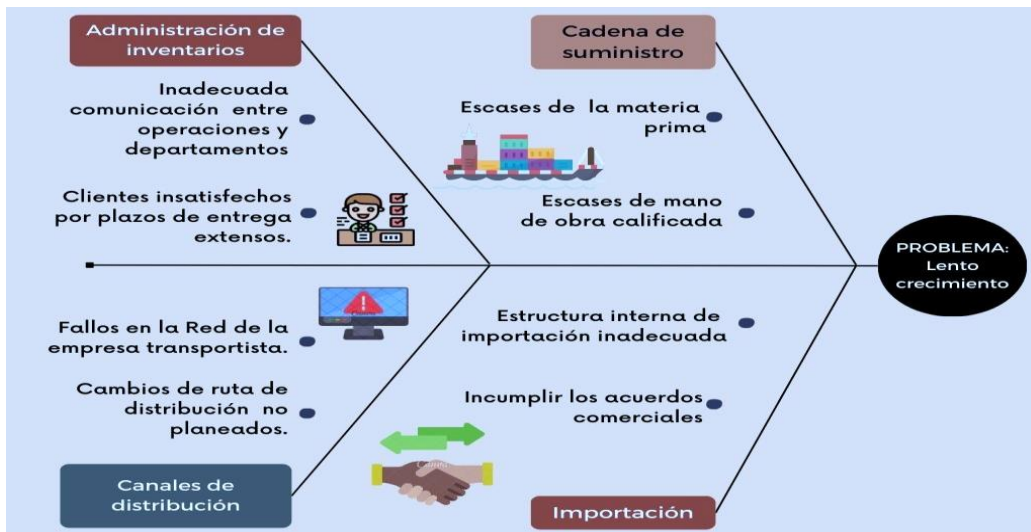 Administración de
inventarios
Inadecuada
comunicación entre
operaciones y
departamentos
Clientes insatisfechos
por plazos de entrega
extensos.
Cadena de
suministro
Escases de la materia
prima
Escases de mano
de obra calificada
PROBLEMA:
Lento
crecimiento
Fallos en la Red de la
empresa transportista.
Cambios de ruta de
distribución no
planeados.
Canales de
distribución
Estructura interna de
importación inadecuada
Incumplir los acuerdos
comerciales
Importación